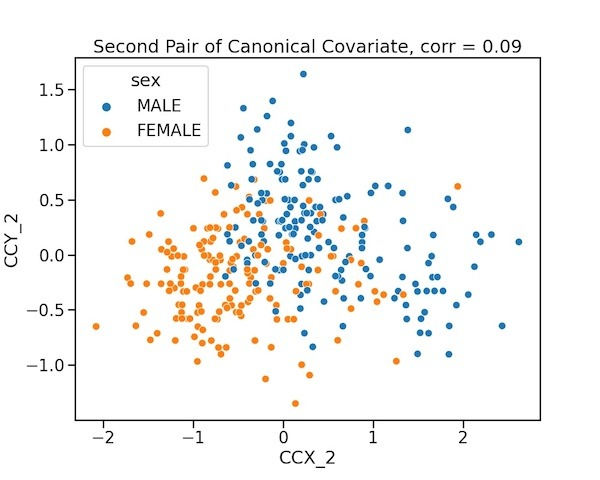 Second Pair of Canonical Covariate, corr = 0.09
sex
MALE
FEMALE
1.5
1.0
0.5
0.0
−0.5
−1.0
CCY_2
−2
−1
0
1
2
CCX_2